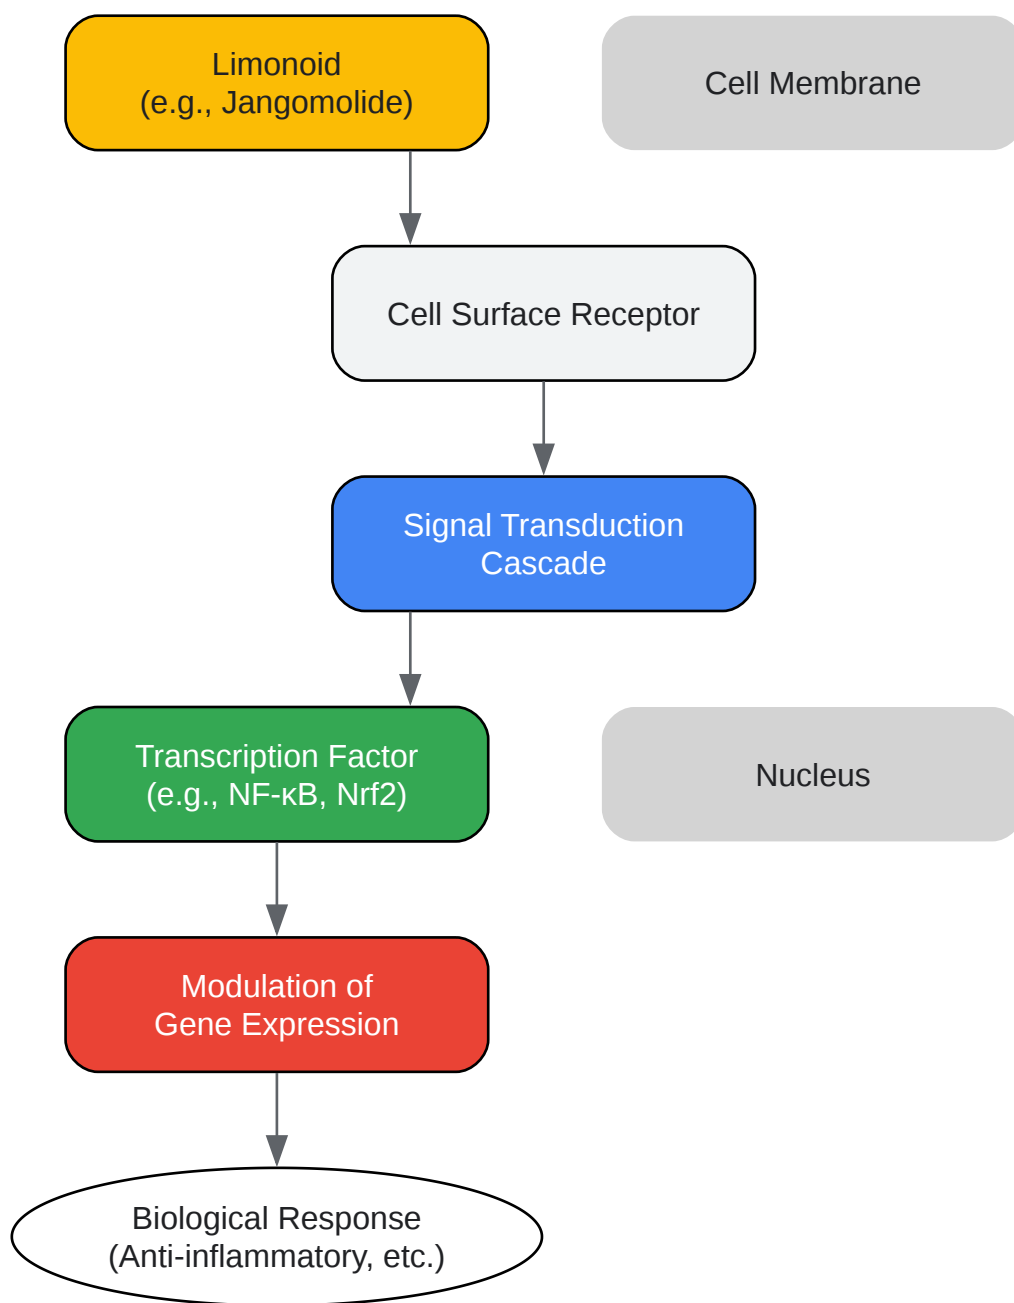 Limonoid
(e.g., Jangomolide)
Cell Membrane
Cell Surface Receptor
Signal Transduction
Cascade
Transcription Factor
(e.g., NF-κB, Nrf2)
Nucleus
Modulation of
Gene Expression
Biological Response
(Anti-inflammatory, etc.)